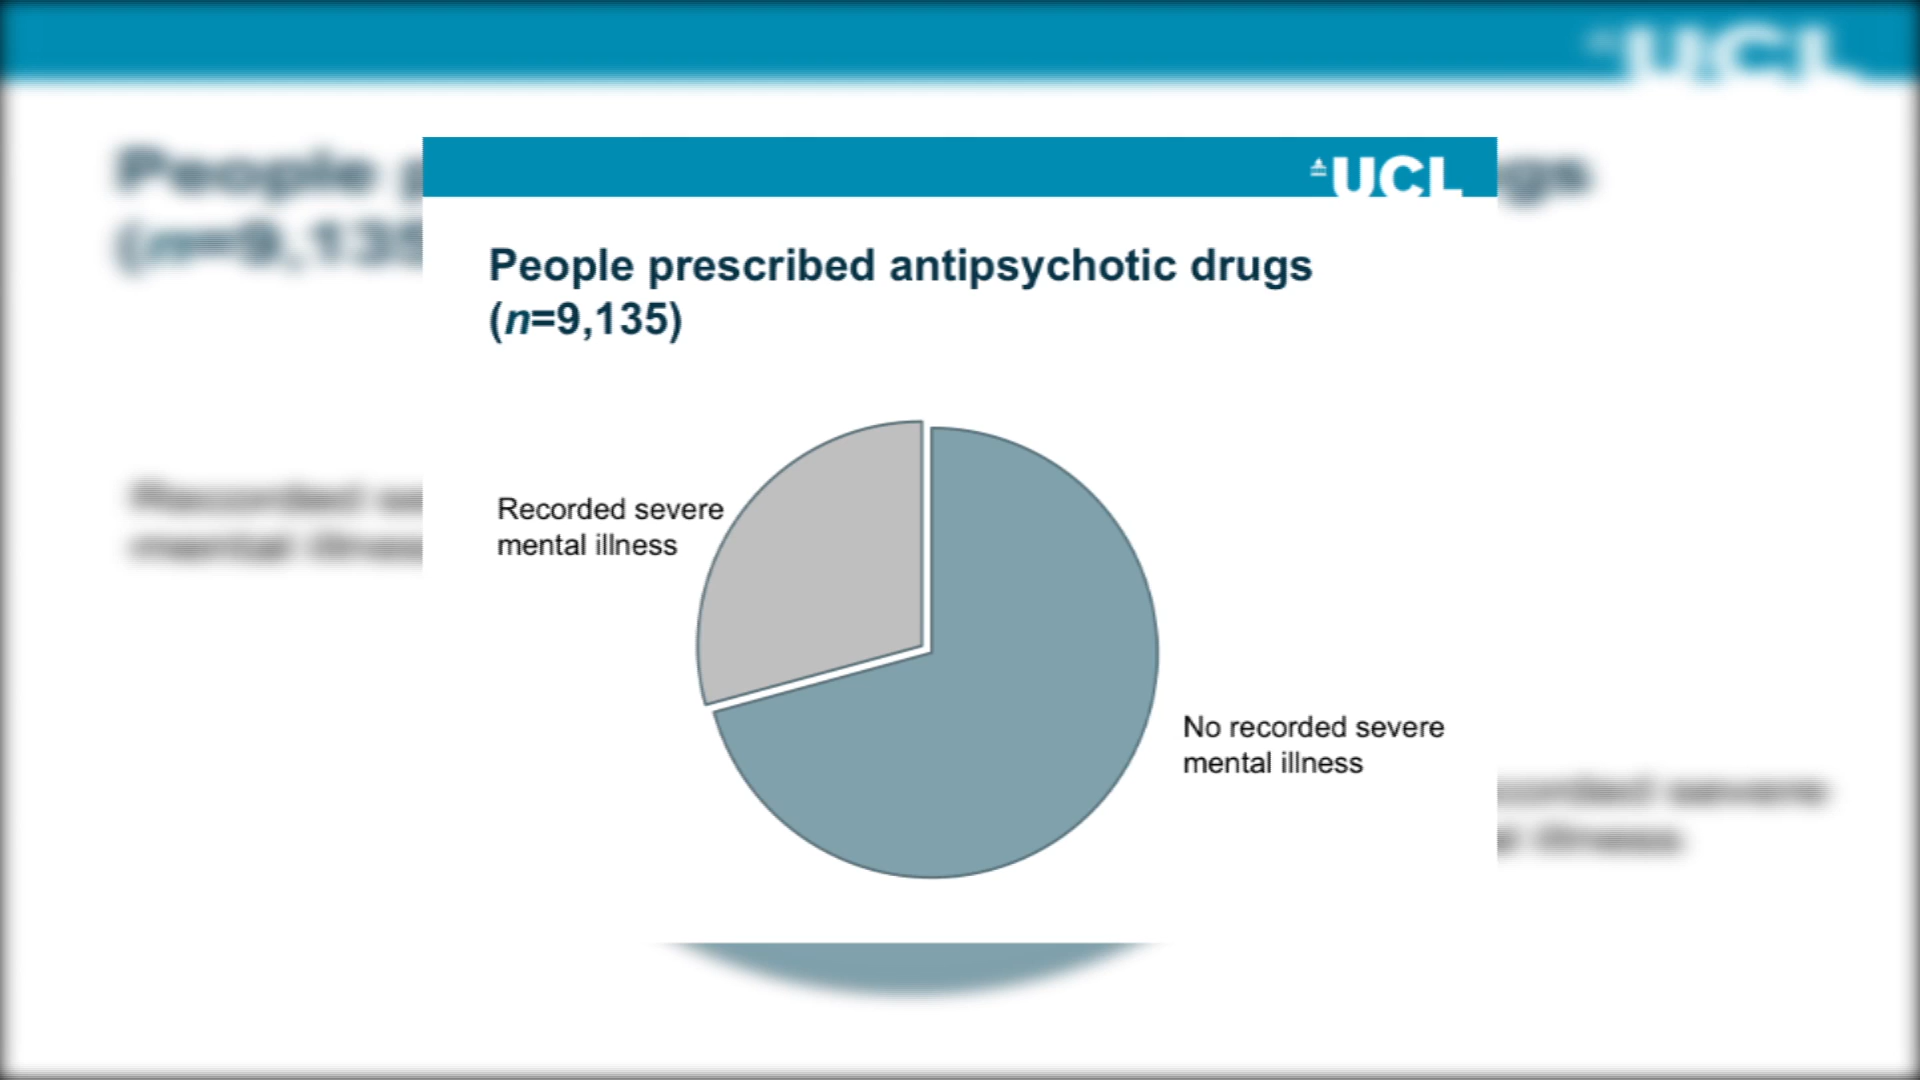 UCL
People prescribed antipsychotic drugs
(n=9,135)
Recorded severe
mental illness
No recorded severe
mental illness